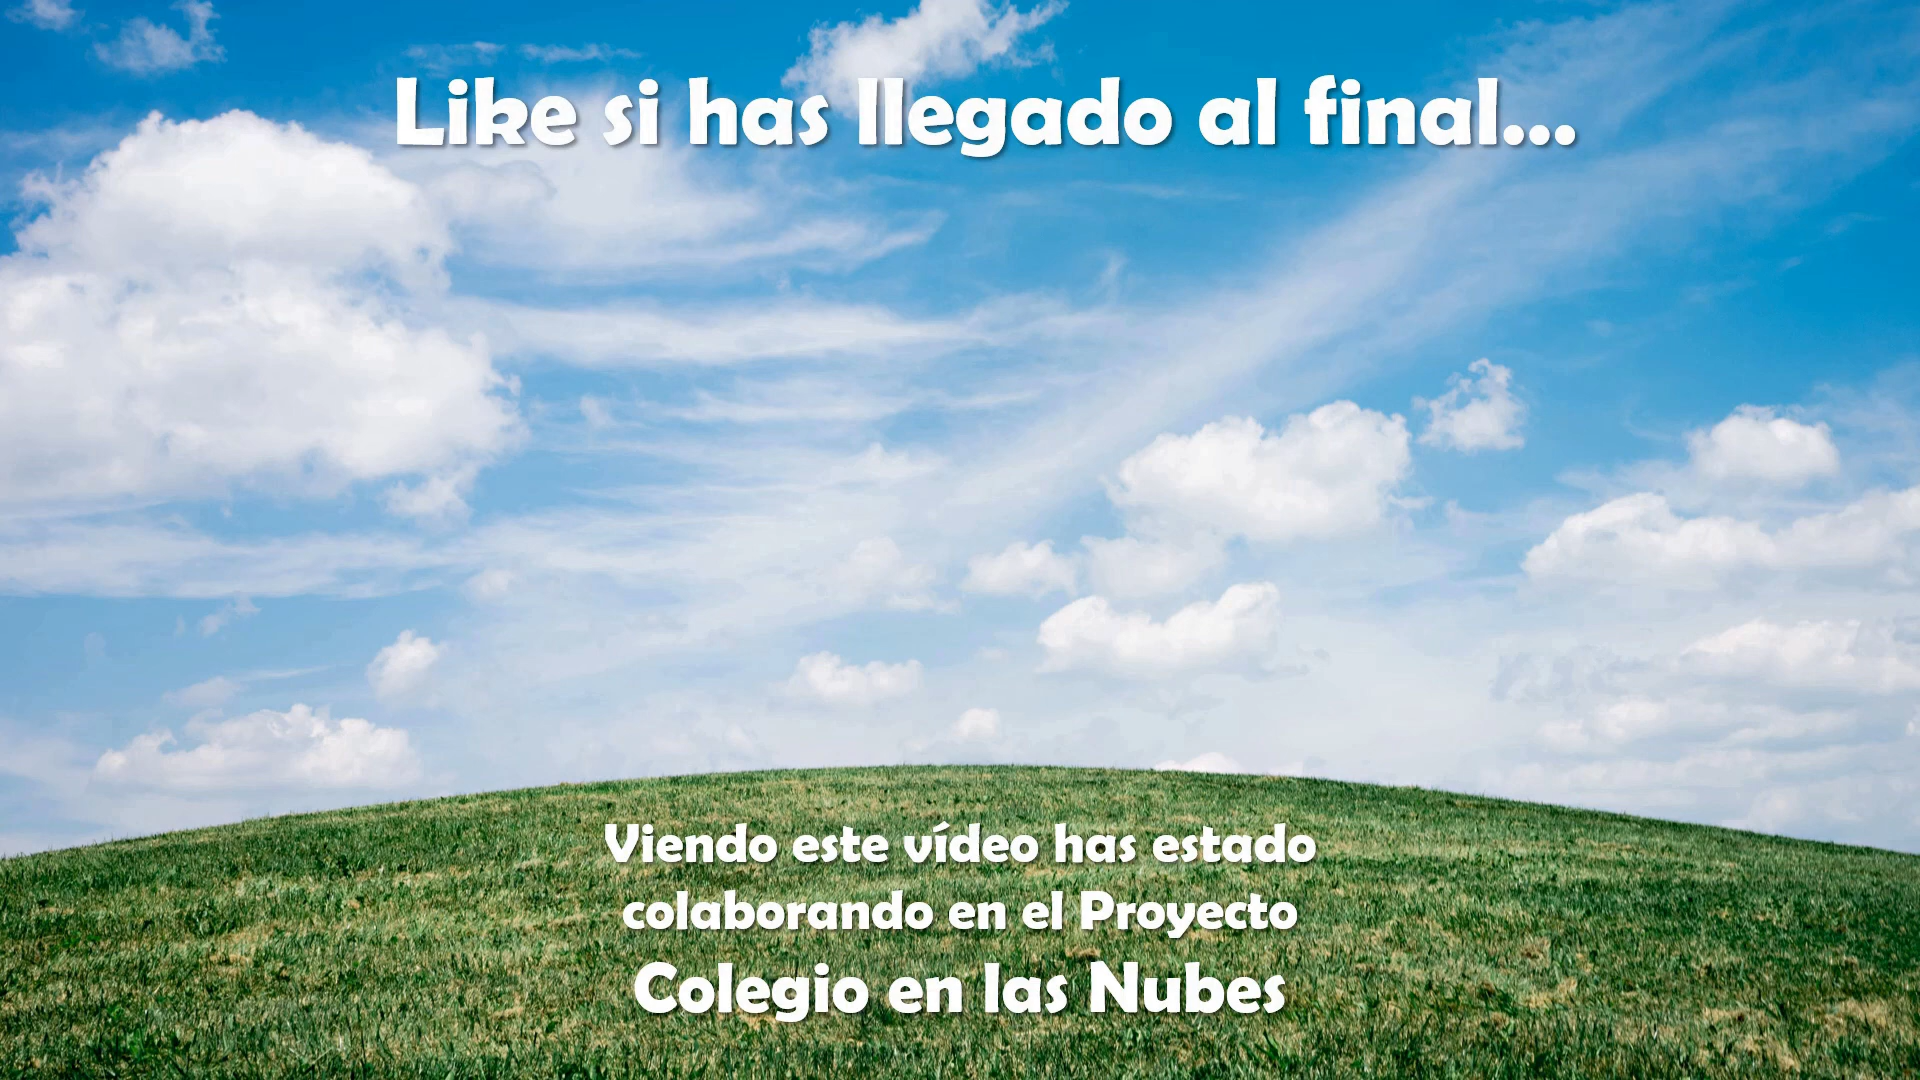 Like si has llegado al final...
Viendo este vídeo has estado
colaborando en el Proyecto
Colegio en las Nubes